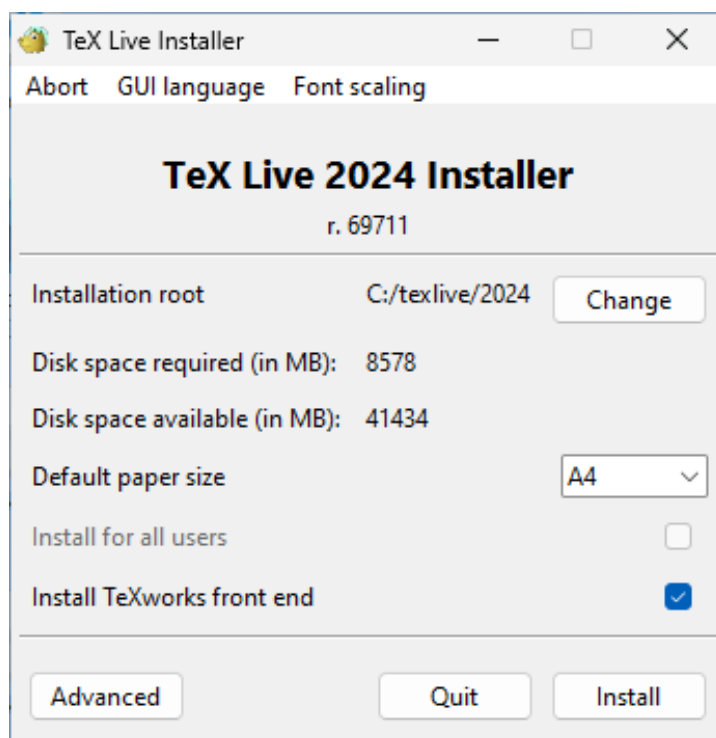 TeX Live Installer
Abort GUI language Font scaling
TeX Live 2024 Installer
r. 69711
Installation root C:/texlive/2024 Change
Disk space required (in MB): 8578
Disk space available (in MB): 41434
Default paper size A4
Install for all users
Install TeXworks front end
Advanced Quit Install